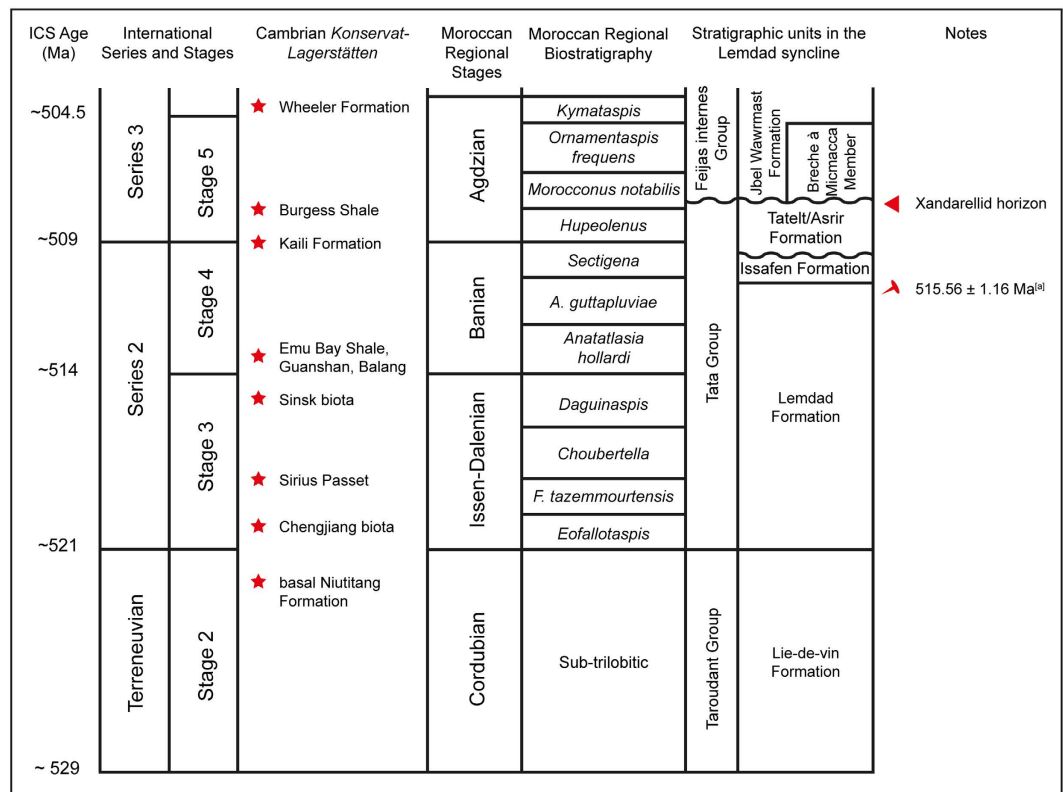 ICS Age
(Ma)
International
Series and Stages
Cambrian Konservat-
Lagerstätten
Moroccan
Regional
Stages
Moroccan Regional
Biostratigraphy
Stratigraphic units in the
Lemdad syncline
Notes
~504.5
~509
~514
~521
~ 529
Series 3
Series 2
Terreneuvian
Stage 5
Stage 4
Stage 3
Stage 2
Wheeler Formation
Burgess Shale
Kaili Formation
Emu Bay Shale,
Guanshan, Balang
Sinsk biota
Sirius Passet
Chengjiang biota
basal Niutitang
Formation
Agdzian
Banian
Issen-Dalenian
Cordubian
Kymataspis
Ornamentaspis
frequens
Morocconus notabilis
Hupeolenus
Sectigena
A. guttapluviae
Anatatlasia
hollardi
Daguinaspis
Choubertella
F. tazemmourtensis
Eofallotaspis
Sub-trilobitic
Feijas internes
Group
Tata Group
Taroudant Group
Jbel Wawrmast
Formation
Breche à
Micmacca
Member
Tatelt/Asrir
Formation
Issafen Formation
Lemdad
Formation
Lie-de-vin
Formation
Xandarellid horizon
515.56 ± 1.16 Ma[a]